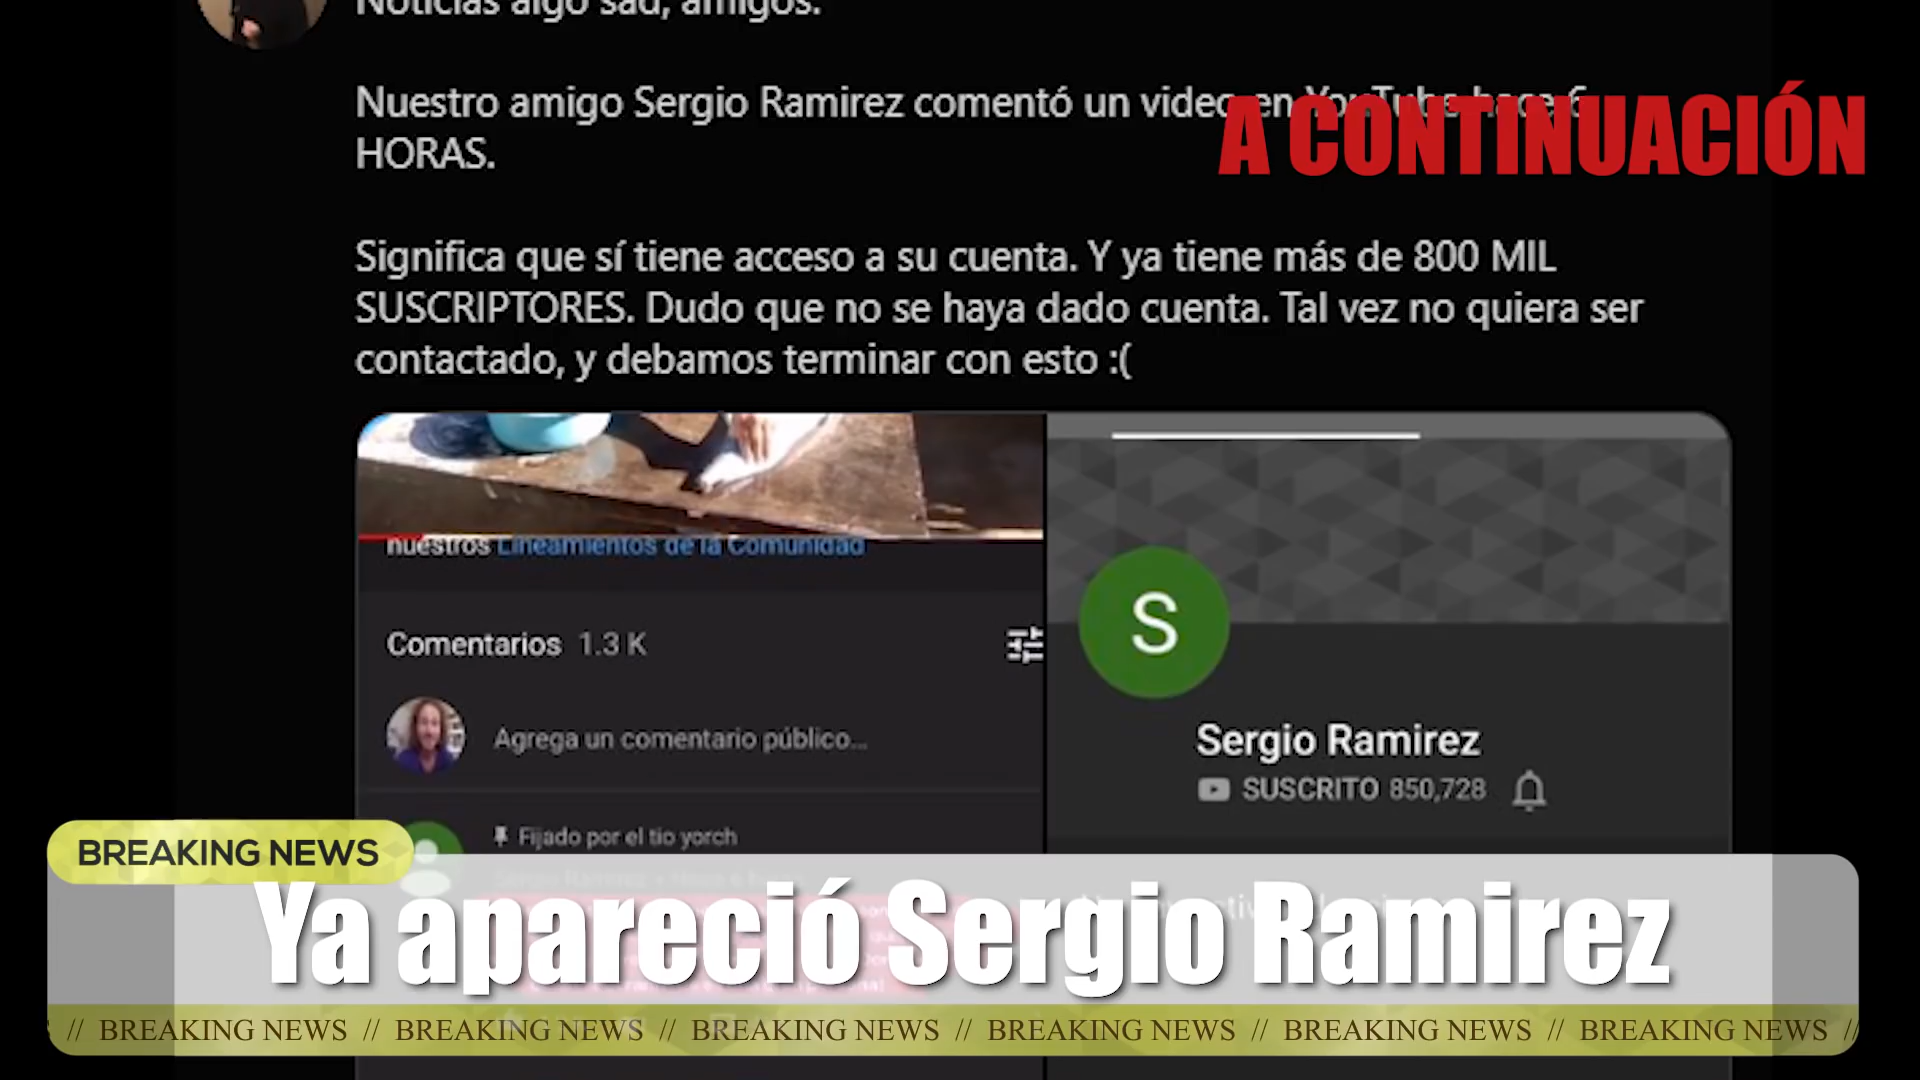 Noticias algo sad, amigos.
Nuestro amigo Sergio Ramirez comentó un video en YouTube hace 6
HORAS.
A CONTINUACIÓN
Significa que sí tiene acceso a su cuenta. Y ya tiene más de 800 MIL
SUSCRIPTORES. Dudo que no se haya dado cuenta. Tal vez no quiera ser
contactado, y debamos terminar con esto :(
nuestros Lineamientos de la Comunidad
Comentarios 1.3 K
Agrega un comentario público...
Fijado por el tio yorch
S
Sergio Ramirez
SUSCRITO 850,728
BREAKING NEWS
Ya apareció Sergio Ramirez
// BREAKING NEWS // BREAKING NEWS // BREAKING NEWS // BREAKING NEWS // BREAKING NEWS // BREAKING NEWS //